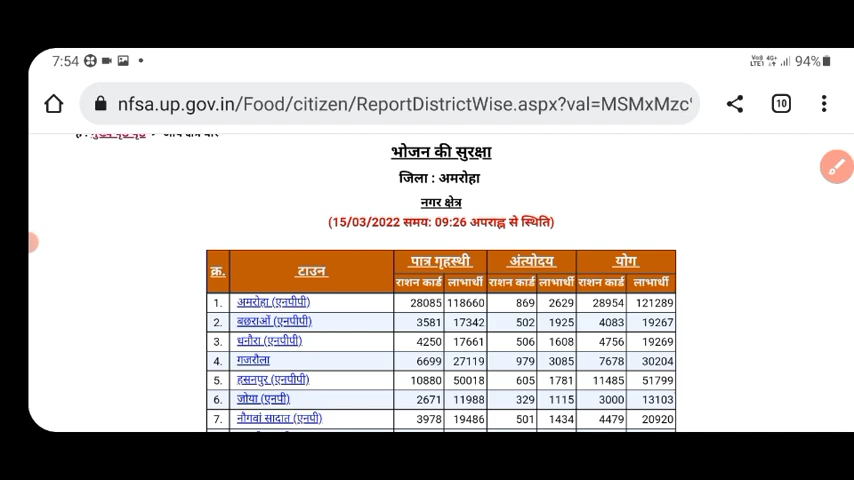 7:54 94%
nfsa.up.gov.in/Food/citizen/ReportDistrictWise.aspx?val=MSMxMzc 10
भोजन की सुरक्षा
जिला : अमरोहा
नगर क्षेत्र
(15/03/2022 समय: 09:26 अपराह्न से स्थिति)
क्र. टाउन पात्र गृहस्थी अंत्योदय योग
राशन कार्ड लाभार्थी राशन कार्ड लाभार्थी राशन कार्ड लाभार्थी
1. अमरोहा (एनपीपी) 28085 118660 869 2629 28954 121289
2. बछराओं (एनपीपी) 3581 17342 502 1925 4083 19267
3. धनौरा (एनपीपी) 4250 17661 506 1608 4756 19269
4. गजरौला 6699 27119 979 3085 7678 30204
5. हसनपुर (एनपीपी) 10880 50018 605 1781 11485 51799
6. जोया (एनपी) 2671 11988 329 1115 3000 13103
7. नौगवां सादात (एनपी) 3978 19486 501 1434 4479 20920